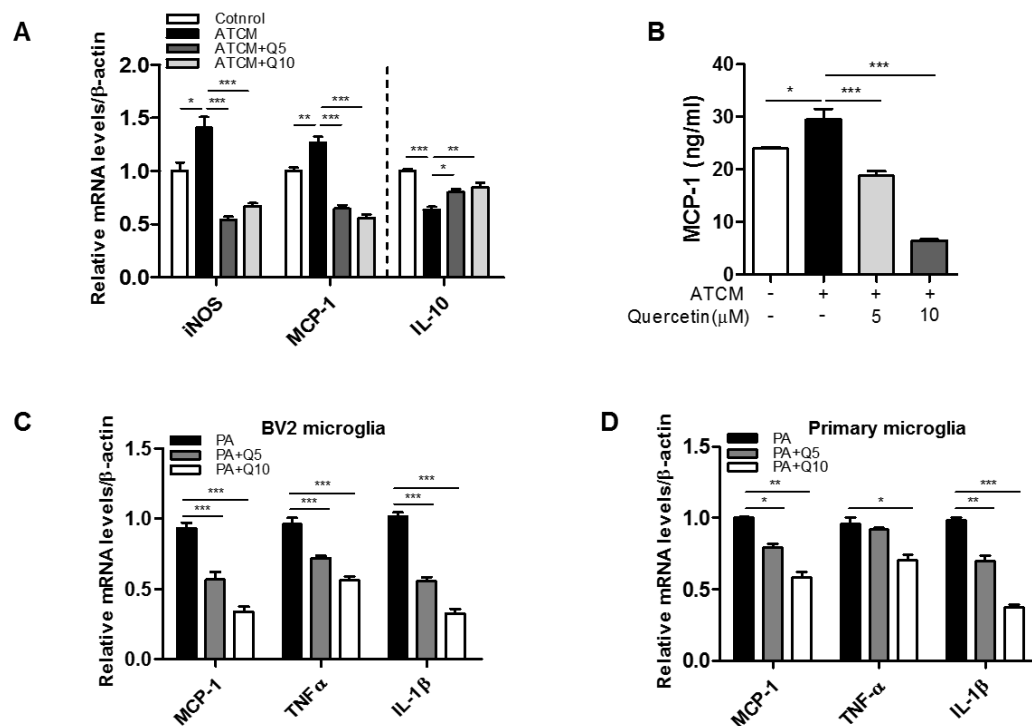 A
Cotnrol
ATCM
ATCM+Q5
ATCM+Q10
Relative mRNA levels/β-actin
2.0
1.5
1.0
0.5
0.0
* *** ***
** *** ***
*** * **
iNOS
MCP-1
IL-10
B
MCP-1 (ng/ml)
40
30
20
10
0
* *** ***
ATCM - + + +
Quercetin(μM) - - 5 10
C
BV2 microglia
PA
PA+Q5
PA+Q10
Relative mRNA levels/β-actin
1.5
1.0
0.5
0.0
*** ***
*** ***
*** ***
MCP-1
TNFα
IL-1β
D
Primary microglia
PA
PA+Q5
PA+Q10
Relative mRNA levels/β-actin
1.5
1.0
0.5
0.0
** *
*
*** **
MCP-1
TNF-α
IL-1β